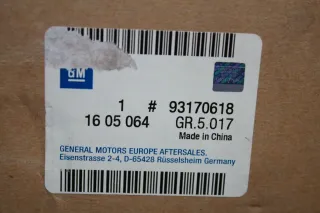 GM
1 # 93170618
16 05 064 GR.5.017
Made in China
GENERAL MOTORS EUROPE AFTERSALES.
Eisenstrasse 2-4, D-65428 Rüsselsheim Germany